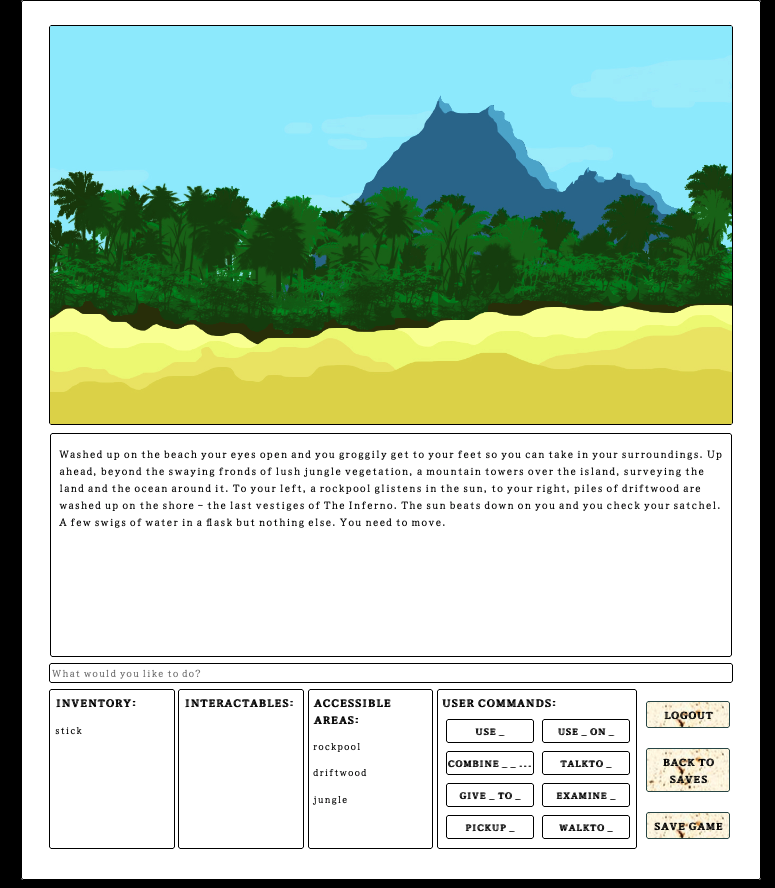 Washed up on the beach your eyes open and you groggily get to your feet so you can take in your surroundings. Up
ahead, beyond the swaying fronds of lush jungle vegetation, a mountain towers over the island, surveying the
land and the ocean around it. To your left, a rockpool glistens in the sun, to your right, piles of driftwood are
washed up on the shore – the last vestiges of The Inferno. The sun beats down on you and you check your satchel.
A few swigs of water in a flask but nothing else. You need to move.
What would you like to do?
INVENTORY:
stick
INTERACTABLES:
ACCESSIBLE
AREAS:
rockpool
driftwood
jungle
USER COMMANDS:
USE _
USE _ ON _
COMBINE _ _ ...
TALKTO _
GIVE _ TO _
EXAMINE _
PICKUP _
WALKTO _
LOGOUT
BACK TO
SAVES
SAVE GAME